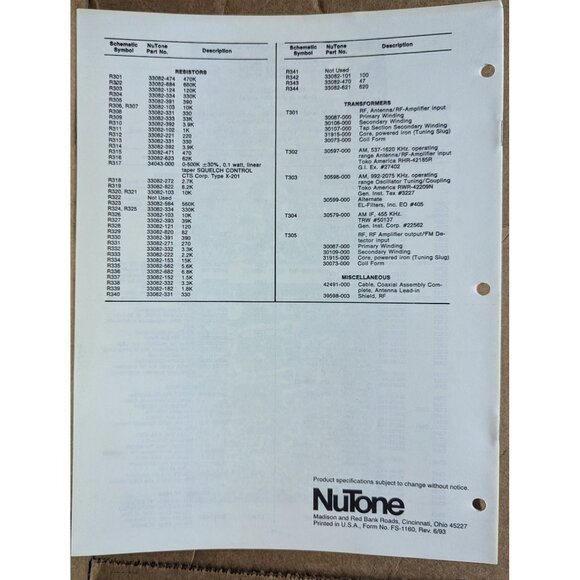 Schematic Symbol NuTone Part No. Description
RESISTORS
R301 33082-474 470K
R302 33082-684 680K
R303 33082-124 120K
R304 33082-334 330K
R305 33082-391 390
R306, R307 33082-103 10K
R308 33082-331 330
R309 33082-333 33K
R310 33082-392 3.9K
R311 33082-102 1K
R312 33082-221 220
R313 33082-331 330
R314 33082-392 3.9K
R315 33082-471 470
R316 33082-623 62K
R317 34043-000 0-500K ±30%, 0.1 watt, linear
taper SQUELCH CONTROL
CTS Corp. Type X-201
R318 33082-272 2.7K
R319 33082-822 8.2K
R320, R321 33082-103 10K
R322 Not Used
R323 33082-564 560K
R324, R325 33082-334 330K
R326 33082-103 10K
R327 33082-393 39K
R328 33082-121 120
R329 33082-820 82
R330 33082-391 390
R331 33082-271 270
R332 33082-332 3.3K
R333 33082-222 2.2K
R334 33082-153 15K
R335 33082-562 5.6K
R336 33082-682 6.8K
R337 33082-152 1.5K
R338 33082-332 3.3K
R339 33082-182 1.8K
R340 33082-331 330
Schematic Symbol NuTone Part No. Description
R341 Not Used
R342 33082-101 100
R343 33082-470 47
R344 33082-621 620
TRANSFORMERS
T301 RF, Antenna/RF-Amplifier input
30087-000 Primary Winding
30106-000 Secondary Winding
30107-000 Tap Section Secondary Winding
31915-000 Core, powered iron (Tuning Slug)
30073-000 Coil Form
T302 30597-000 AM, 537-1620 KHz. operating
range Antenna/RF-Amplifier input
Toko America RHR-42185R
G.I. Ex. #27402
T303 30598-000 AM, 992-2075 KHz. operating
range Oscillator Tuning/Coupling
Toko America RWR-42209N
Gen. Inst. Tex #3227
30599-000 Alternate
EL-Filters, Inc. EO #405
T304 30579-000 AM IF, 455 KHz.
TRW #50137
Gen. Inst. Corp. #22562
T305 RF, RF Amplifier output/FM De-
tector input
30087-000 Primary Winding
30109-000 Secondary Winding
31915-000 Core, powered iron (Tuning Slug)
30073-000 Coil Form
MISCELLANEOUS
42491-000 Cable, Coaxial Assembly Com-
plete, Antenna Lead-in
39598-003 Shield, RF
Product specifications subject to change without notice.
NuTone
Madison and Red Bank Roads, Cincinnati, Ohio 45227
Printed in U.S.A., Form No. FS-1160, Rev. 6/93